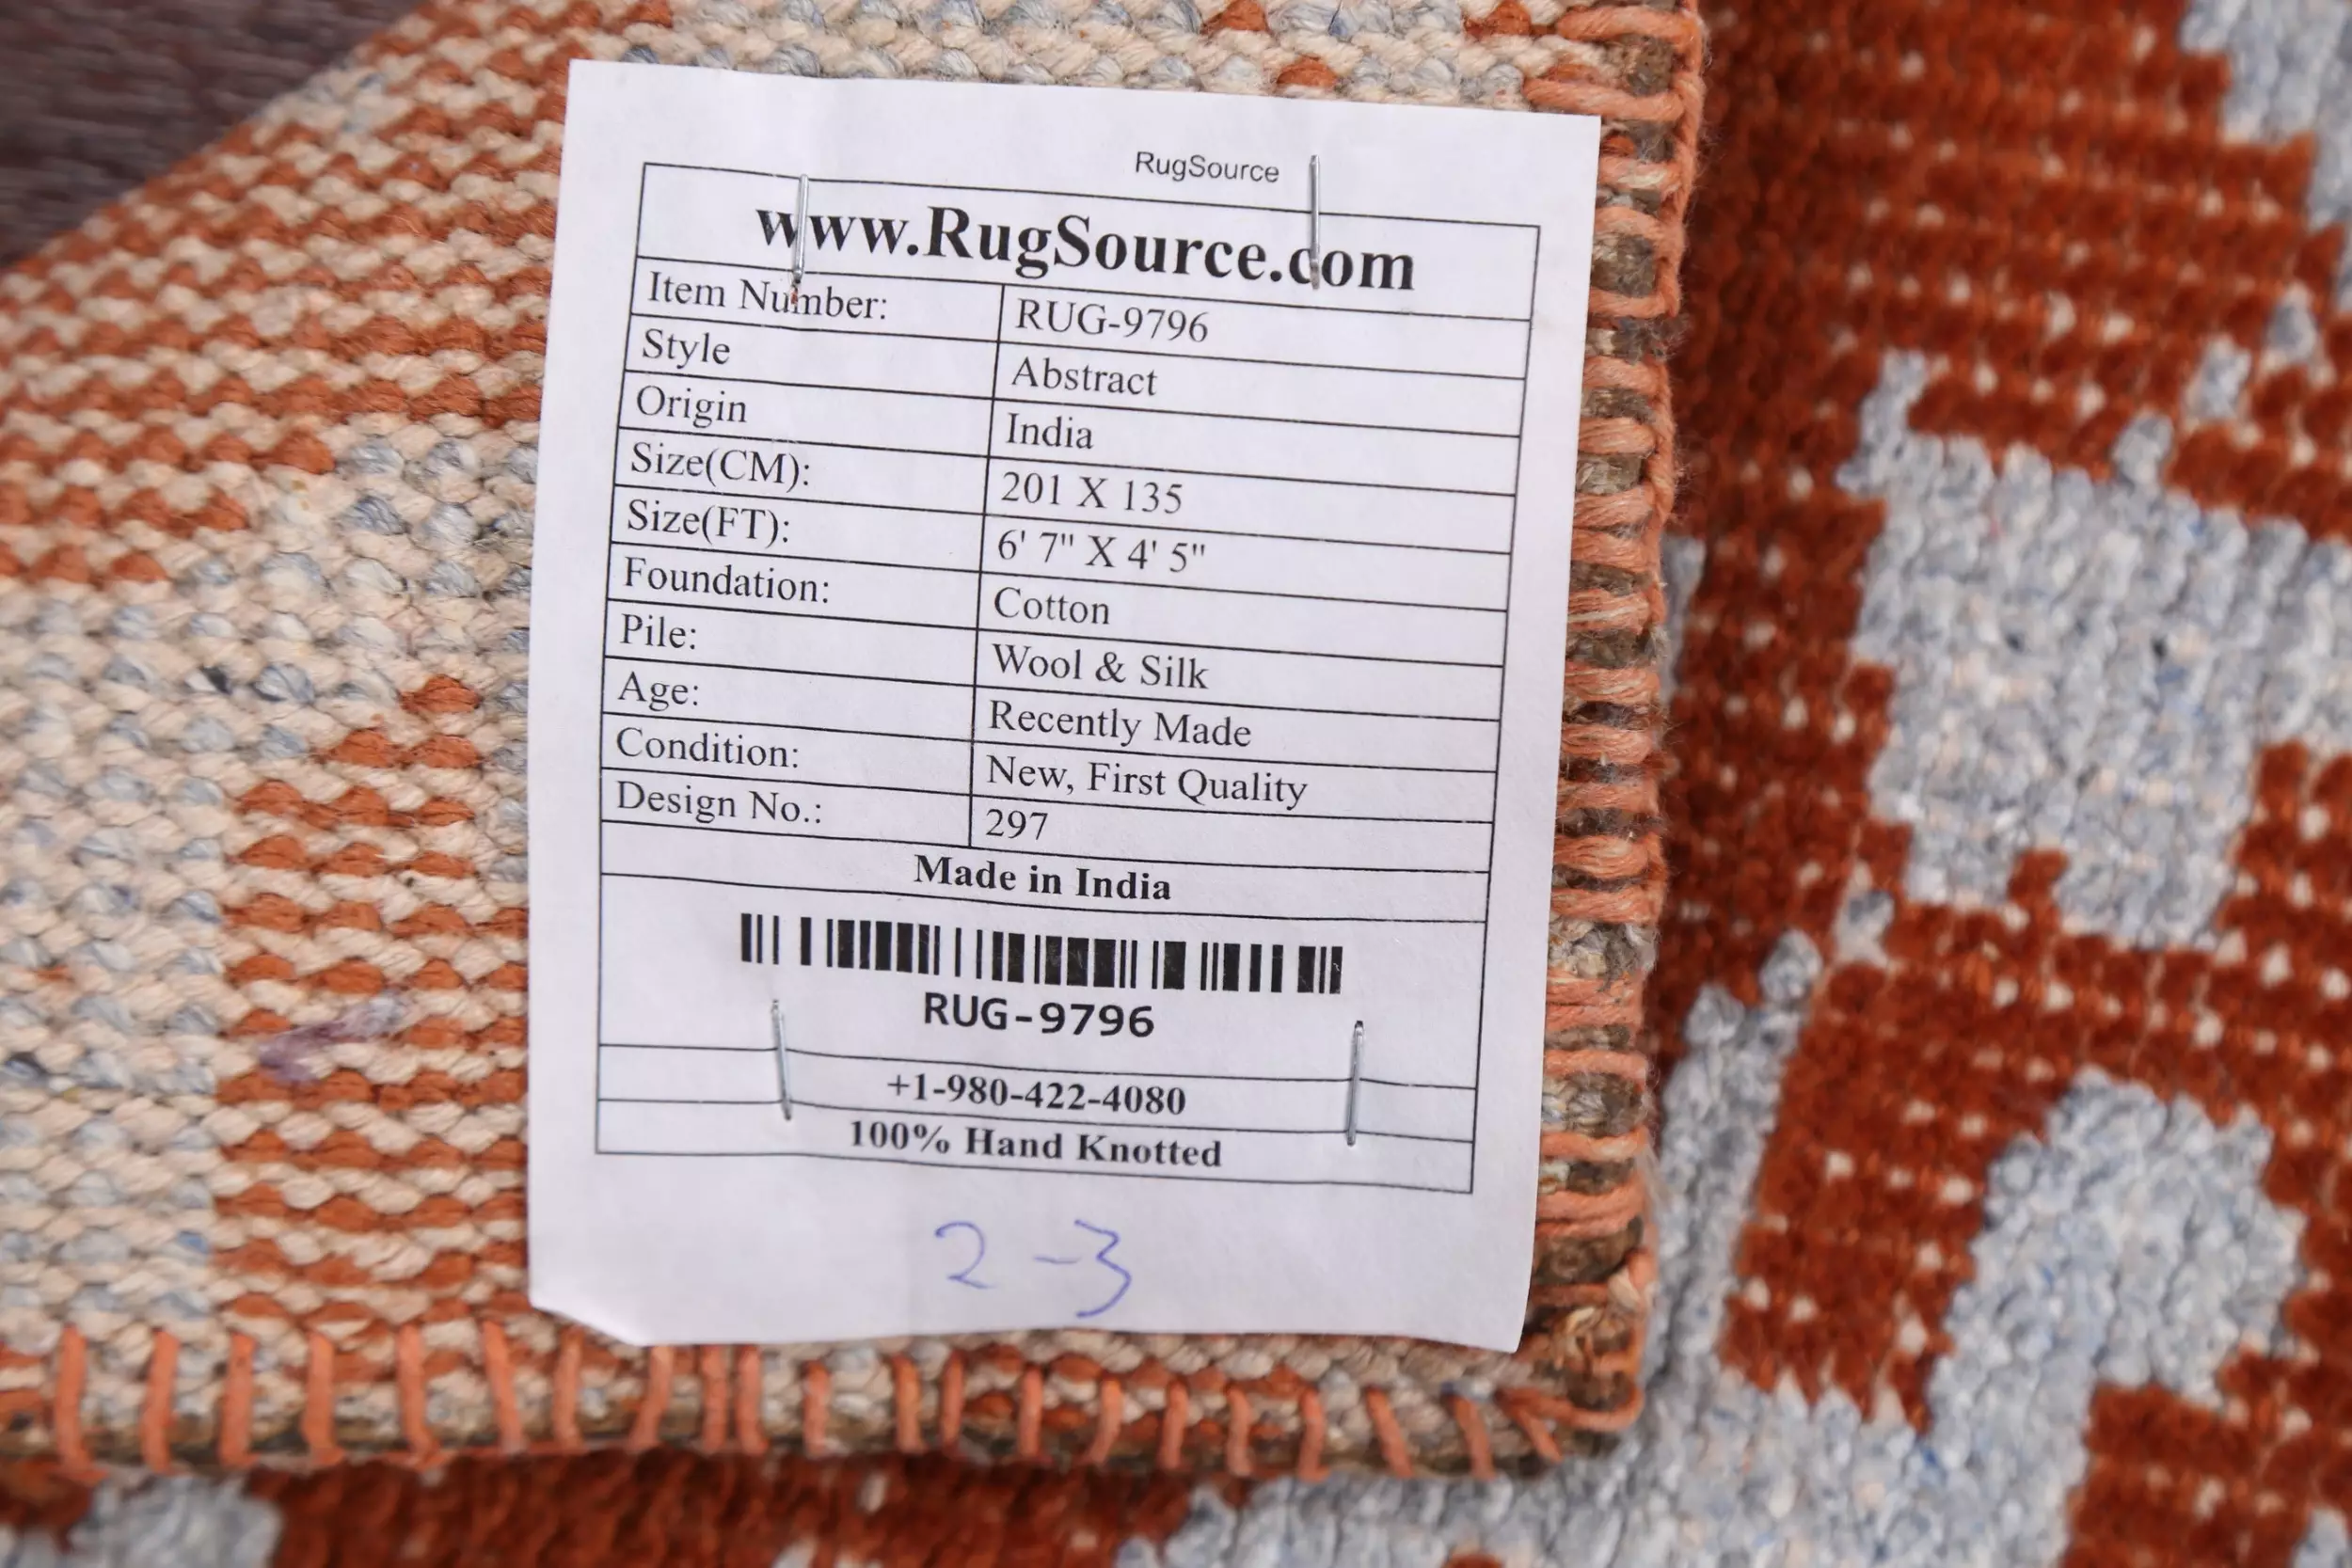 RugSource
www.RugSource.com
Item Number: RUG-9796
Style Abstract
Origin India
Size(CM): 201 X 135
Size(FT): 6' 7" X 4' 5"
Foundation: Cotton
Pile: Wool & Silk
Age: Recently Made
Condition: New, First Quality
Design No.: 297
Made in India
RUG-9796
+1-980-422-4080
100% Hand Knotted
2-3